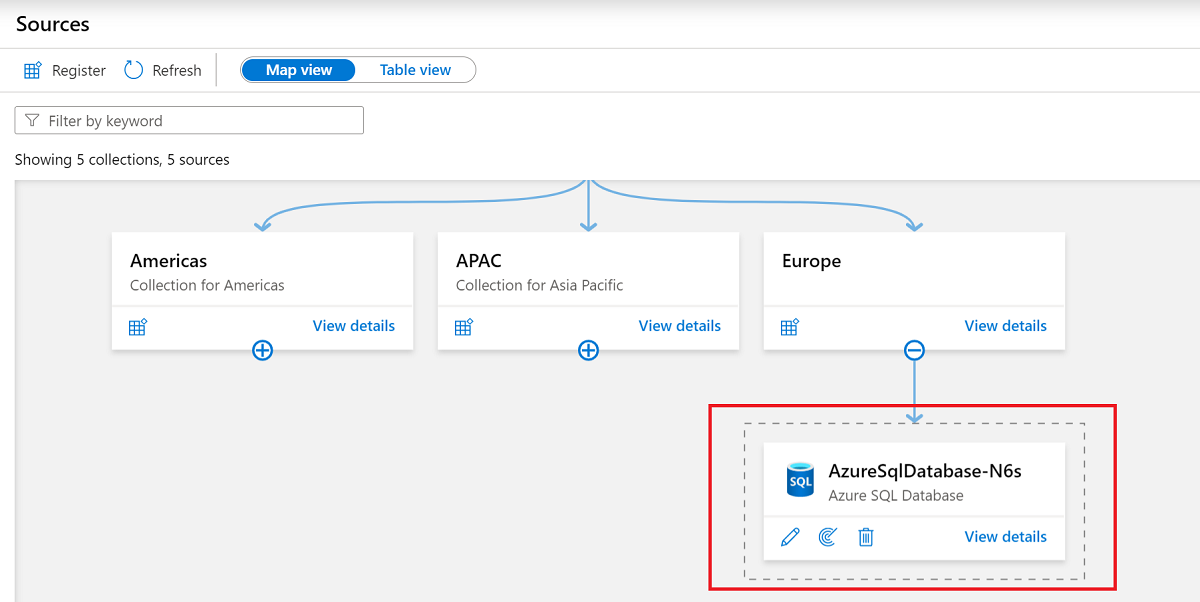 Sources
Register Refresh Map view Table view
Filter by keyword
Showing 5 collections, 5 sources
Americas
Collection for Americas
View details
APAC
Collection for Asia Pacific
View details
Europe
View details
SQL
AzureSqlDatabase-N6s
Azure SQL Database
View details